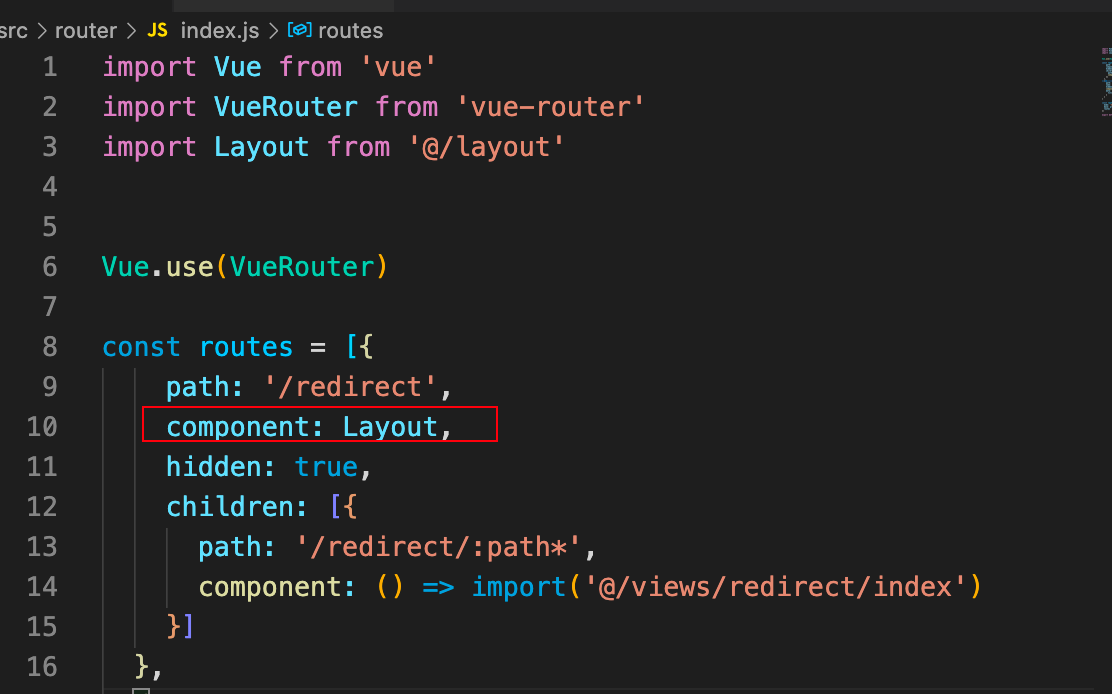 src > router > JS index.js > routes
1 import Vue from 'vue'
2 import VueRouter from 'vue-router'
3 import Layout from '@/layout'
4
5
6 Vue.use(VueRouter)
7
8 const routes = [{
9 path: '/redirect',
10 component: Layout,
11 hidden: true,
12 children: [{
13 path: '/redirect/:path*',
14 component: () => import('@/views/redirect/index')
15 }]
16 },